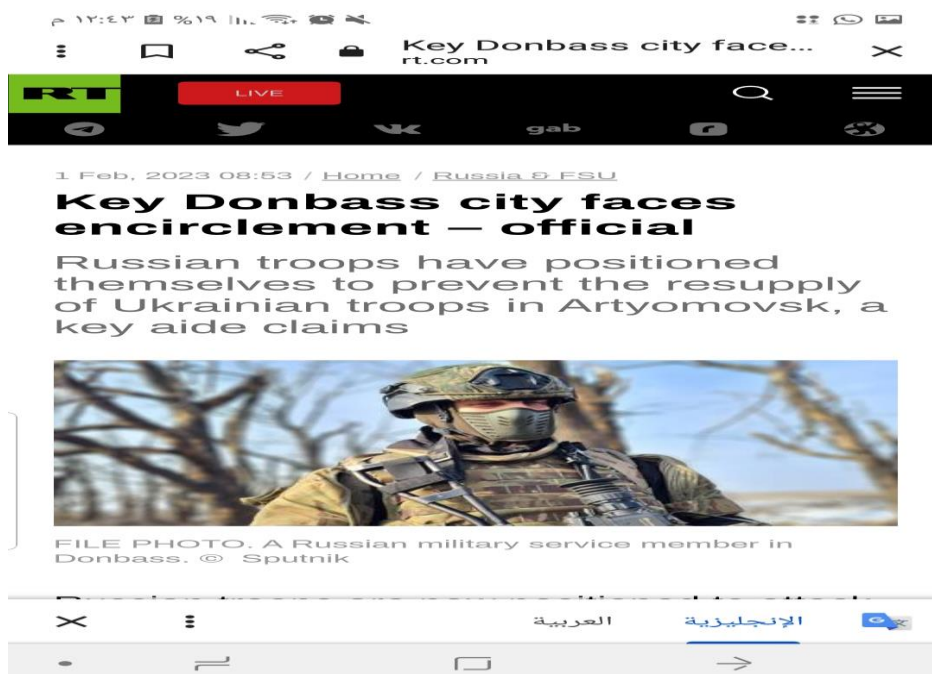 م ١٢:٤٣ %١٩
Key Donbass city face...
rt.com
RT LIVE
gab
1 Feb, 2023 08:53 / Home / Russia & FSU
Key Donbass city faces
encirclement – official
Russian troops have positioned
themselves to prevent the resupply
of Ukrainian troops in Artyomovsk, a
key aide claims
FILE PHOTO. A Russian military service member in
Donbass. © Sputnik
الإنجليزية العربية